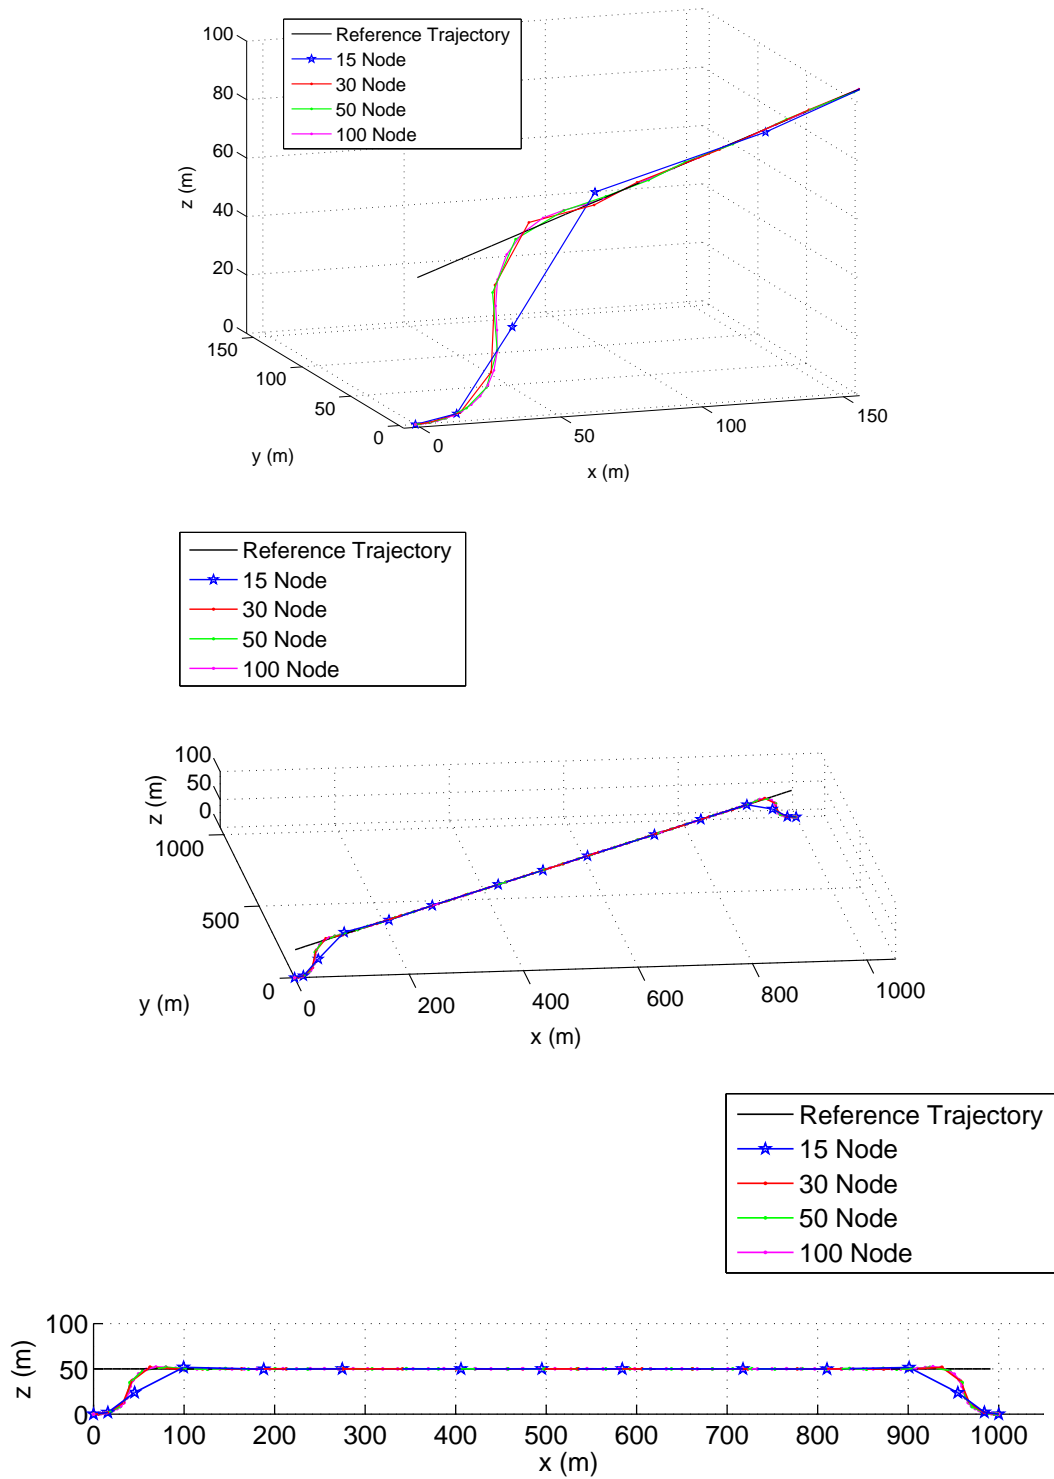 100
80
60
40
20
0
z (m)
150
100
50
0
y (m)
0
50
100
150
x (m)
Reference Trajectory
15 Node
30 Node
50 Node
100 Node
Reference Trajectory
15 Node
30 Node
50 Node
100 Node
100
50
0
z (m)
1000
500
0
y (m)
0
200
400
600
800
1000
x (m)
Reference Trajectory
15 Node
30 Node
50 Node
100 Node
100
50
0
z (m)
0 100 200 300 400 500 600 700 800 900 1000
x (m)